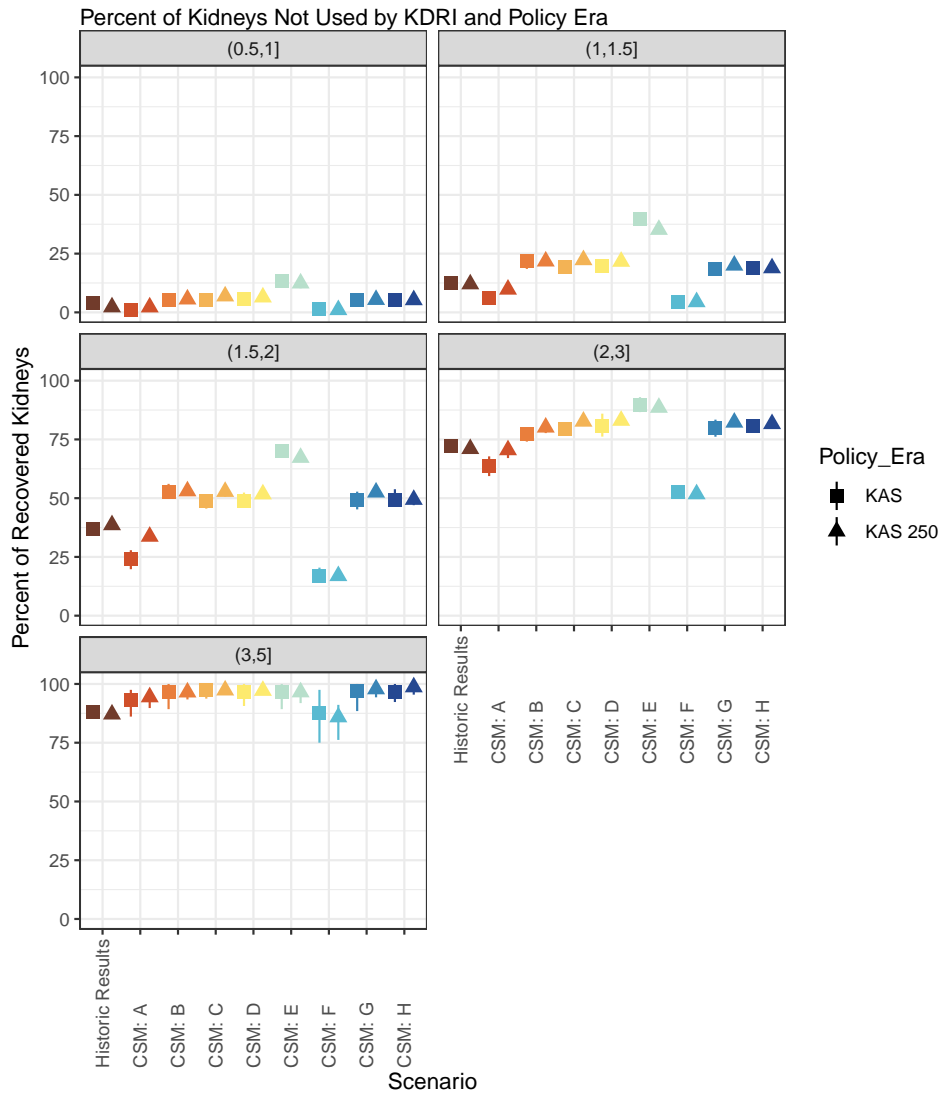 Percent of Kidneys Not Used by KDRI and Policy Era
(0.5,1]
(1,1.5]
100
75
50
25
0
(1.5,2]
(2,3]
100
75
50
25
0
(3,5]
100
75
50
25
0
Percent of Recovered Kidneys
Historic Results
CSM: A
CSM: B
CSM: C
CSM: D
CSM: E
CSM: F
CSM: G
CSM: H
Historic Results
CSM: A
CSM: B
CSM: C
CSM: D
CSM: E
CSM: F
CSM: G
CSM: H
Scenario
Policy_Era
KAS
KAS 250